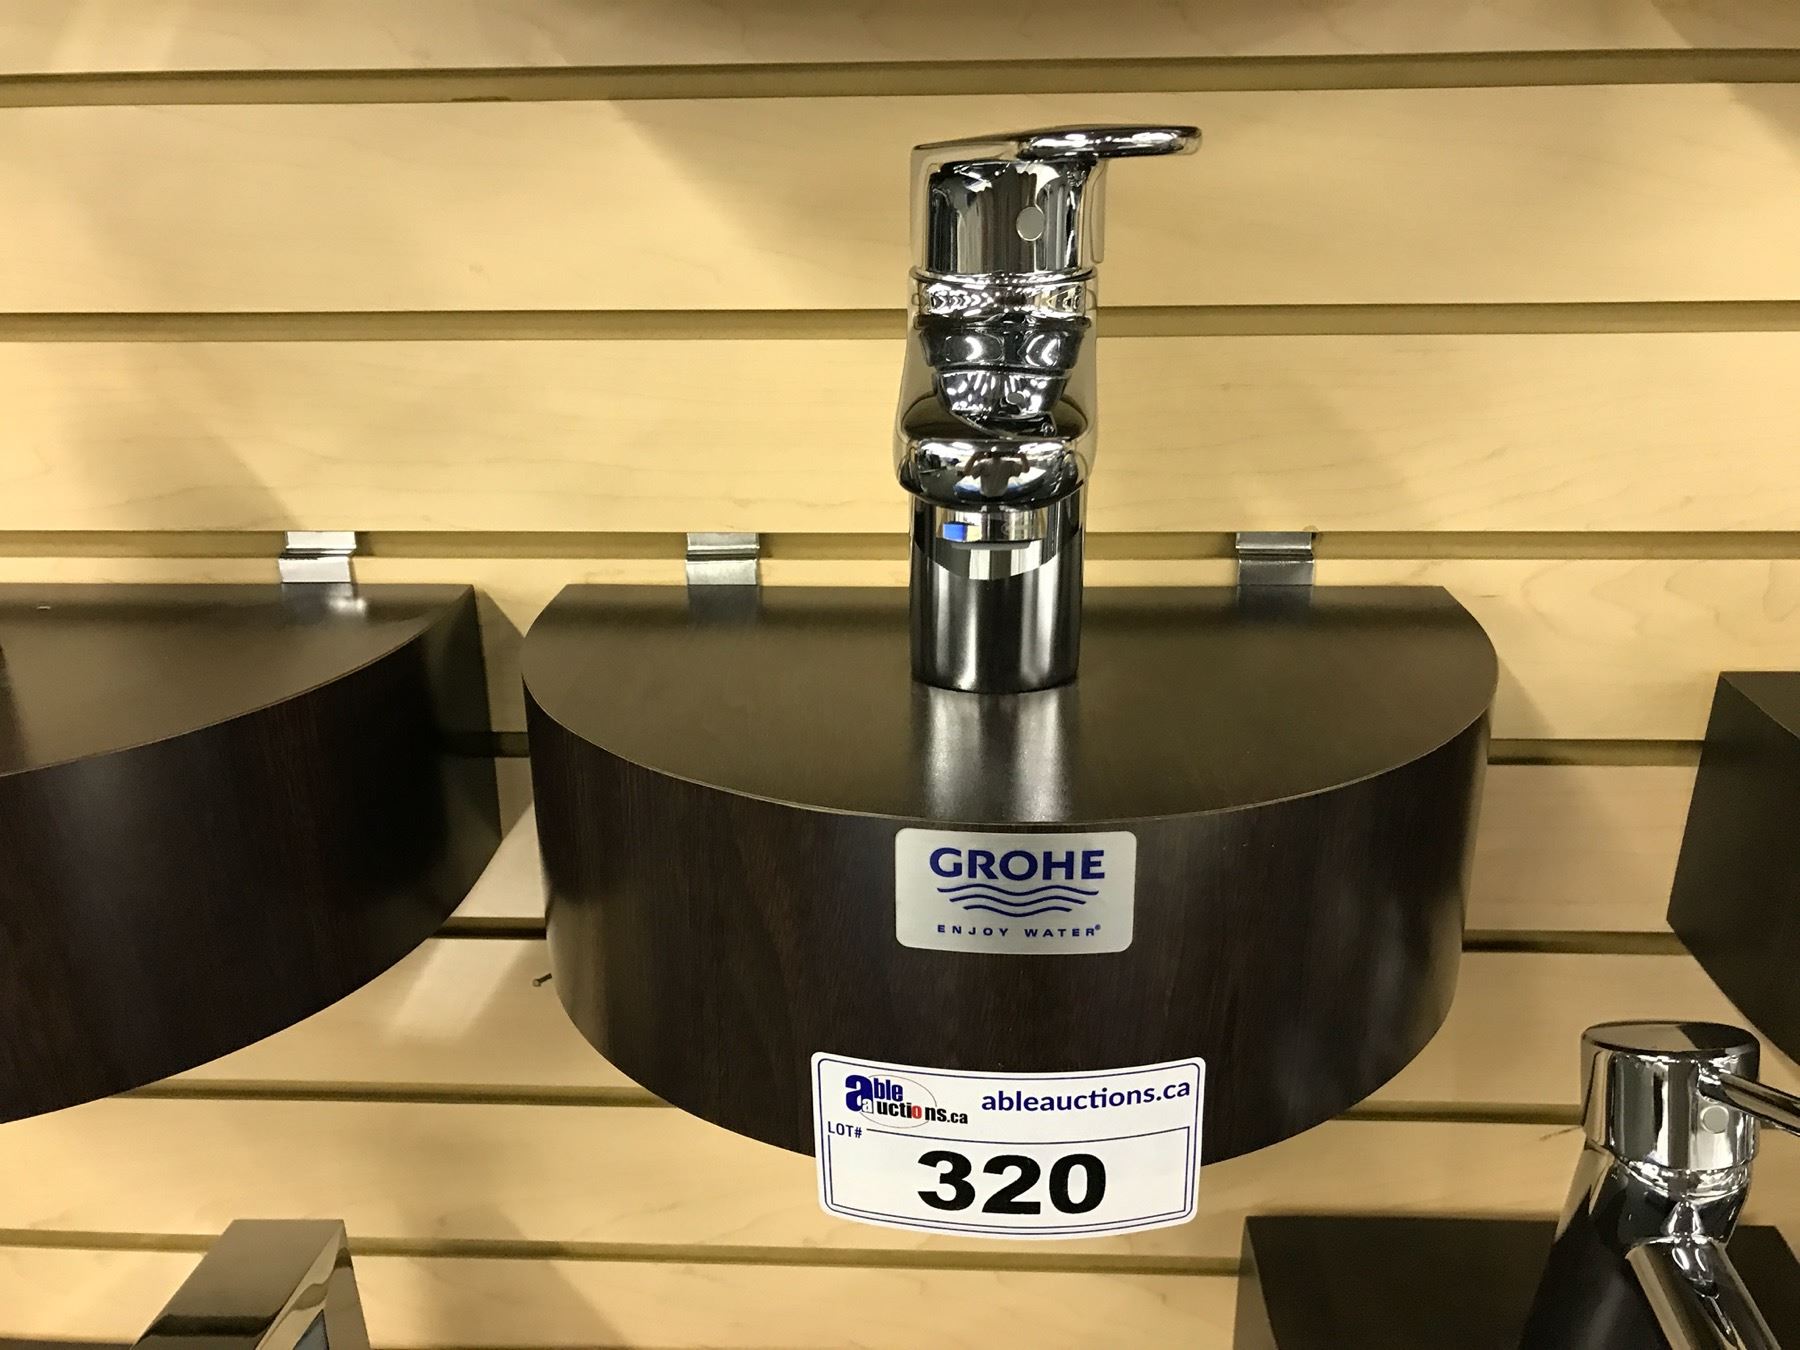 GROHE
ENJOY WATER®
able auctions.ca
ableauctions.ca
LOT#
320